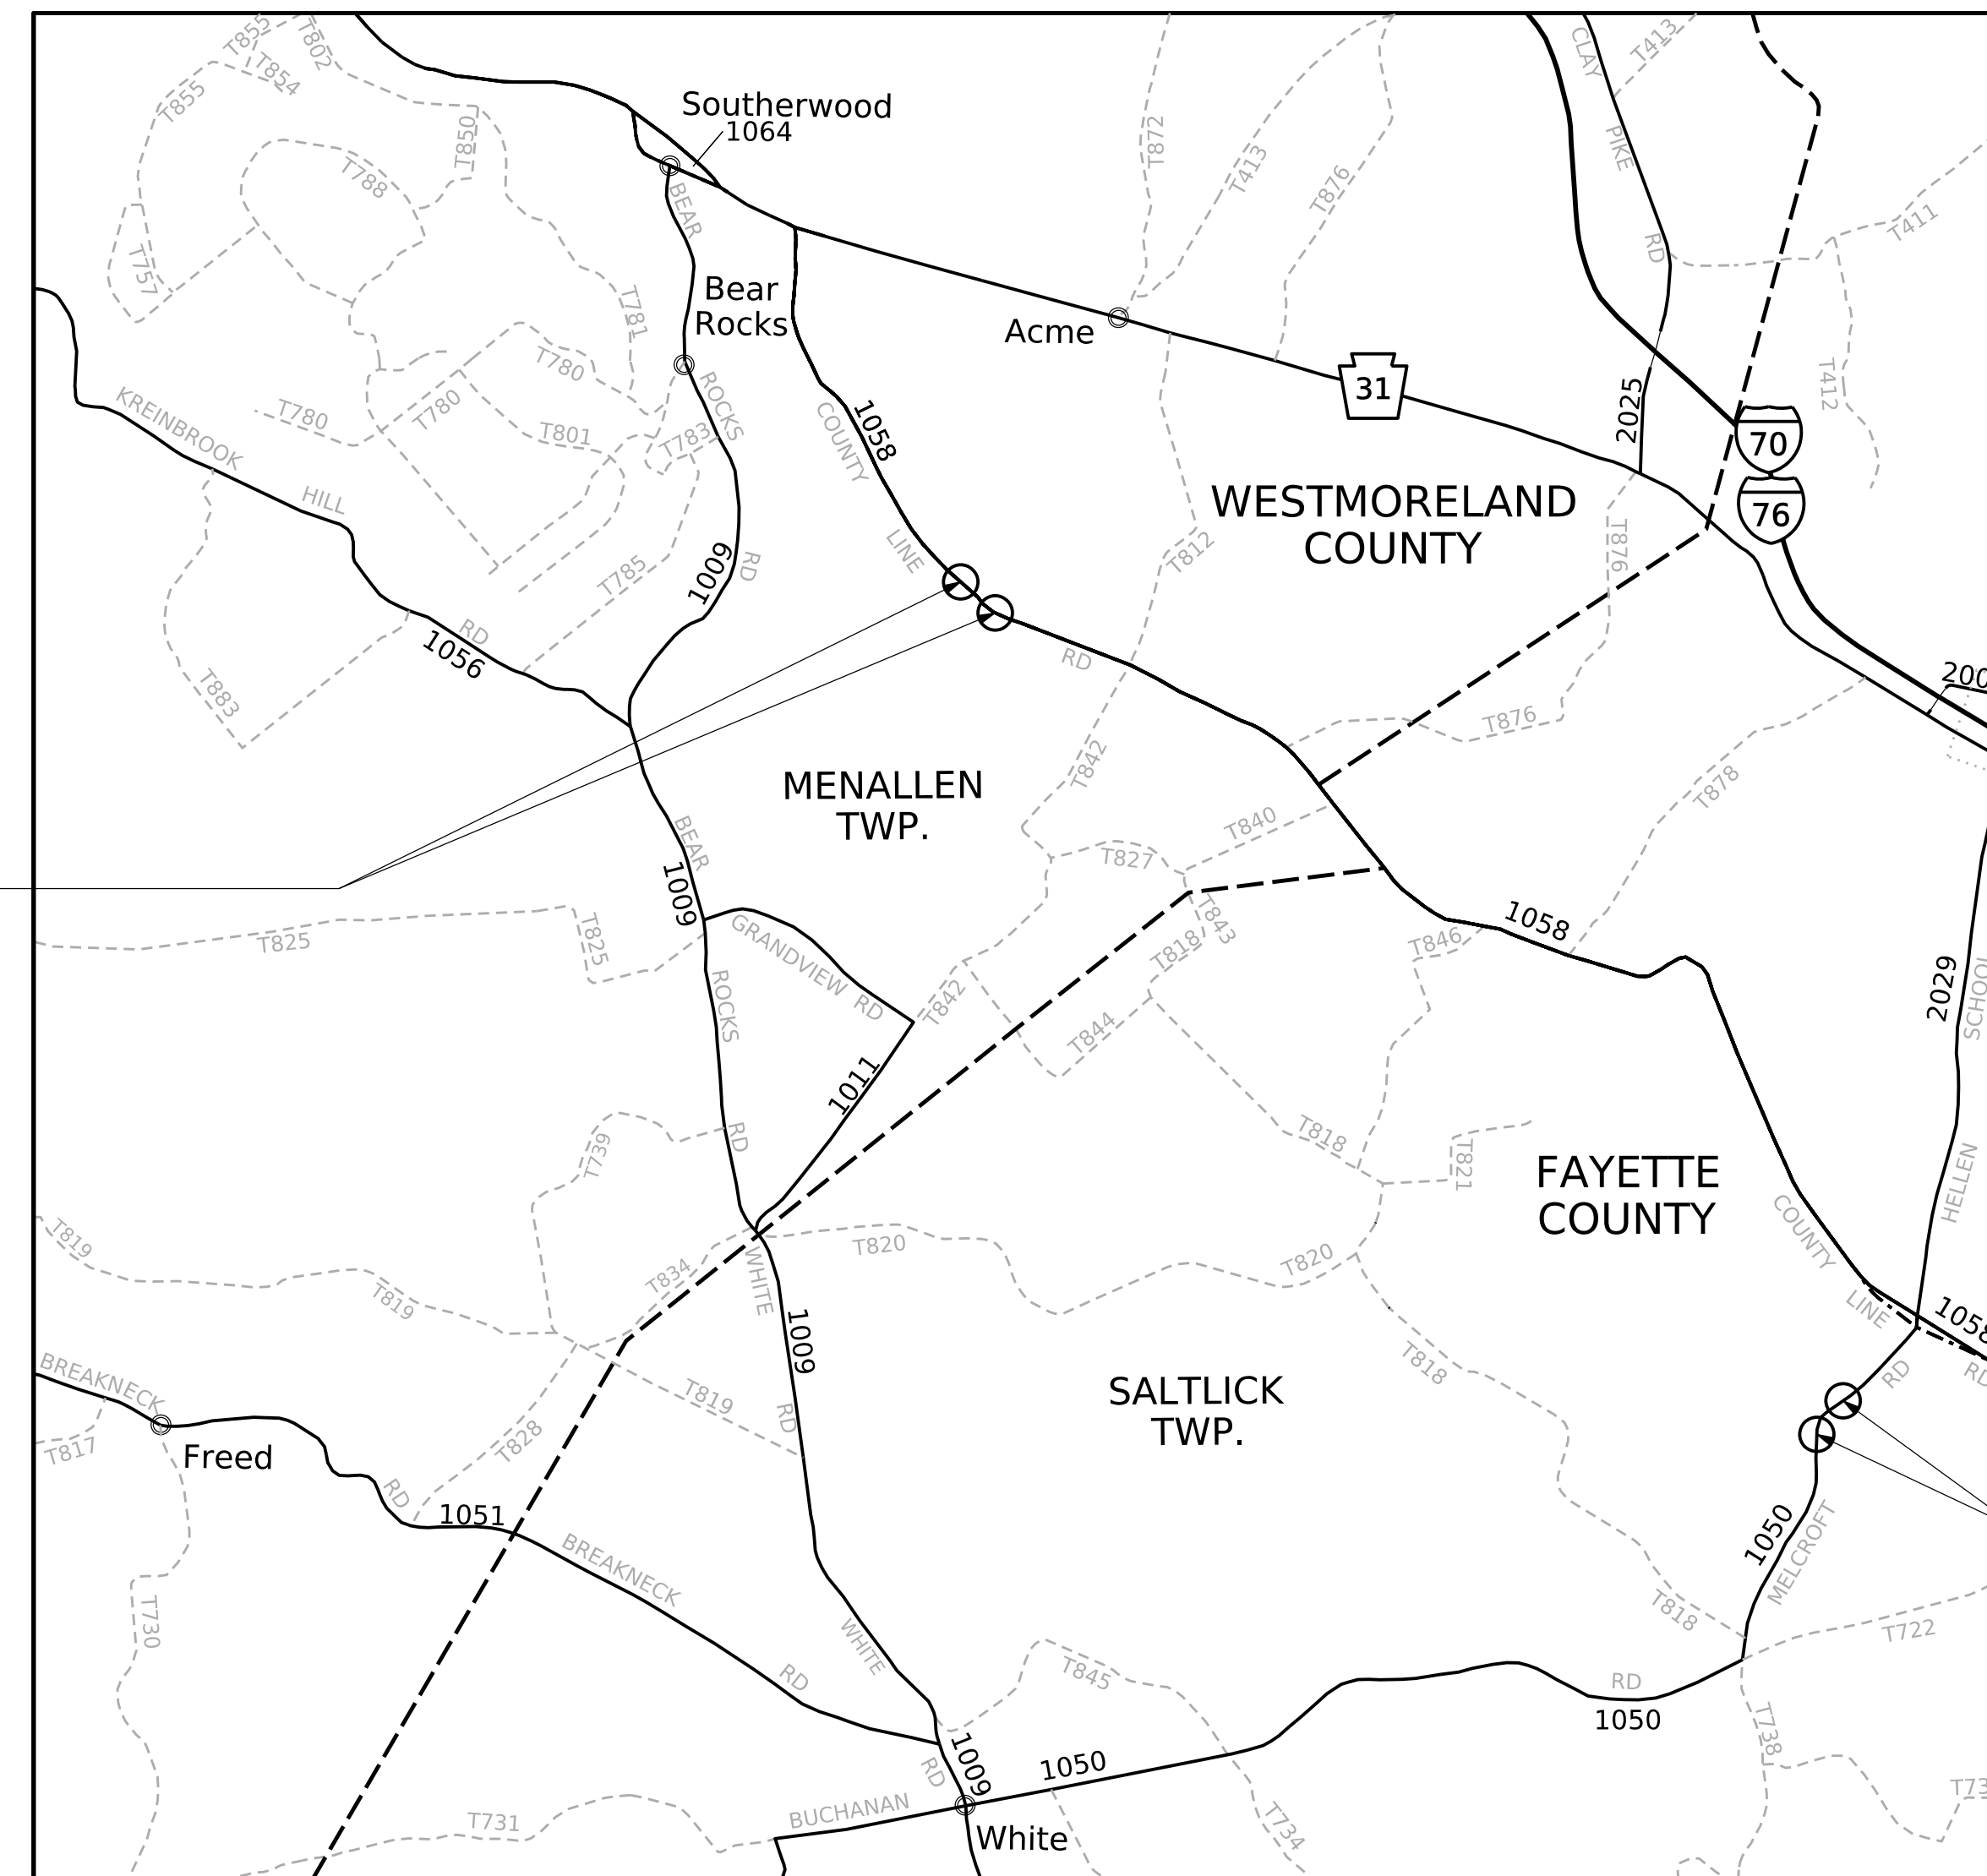 T855
T802
T854
T855
T850
T788
T757
Southerwood
1064
BEAR
T872
T413
T876
CLAY
T413
PIKE
RD
T411
T781
Bear
Rocks
Acme
31
T412
2025
70
76
KREINBROOK
T780
T780
T780
T801
T783
ROCKS
COUNTY
1058
HILL
WESTMORELAND
COUNTY
T876
1009
RD
LINE
T812
T785
RD
1056
RD
T883
200
T876
T878
MENALLEN
TWP.
T842
T840
BEAR
T827
1009
T825
T825
GRANDVIEW RD
T843
T818
T846
1058
ROCKS
T842
T844
2029
SCHOO
1011
T739
RD
T818
T821
FAYETTE
COUNTY
HELLEN
COUNTY
T819
T820
T820
T834
WHITE
T819
1009
LINE
1058
T818
RD
RD
BREAKNECK
T819
RD
SALTLICK
TWP.
T817
Freed
T828
RD
1051
1050
MELCROFT
BREAKNECK
T730
T818
T722
WHITE
RD
T845
RD
1050
T738
1009
RD
1050
T73
BUCHANAN
T731
T734
White